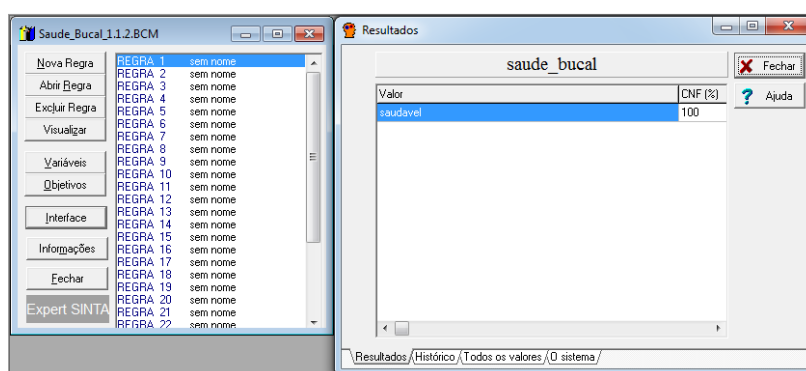 Saude_Bucal_1.1.2.BCM
Nova Regra
Abrir Regra
Excluir Regra
Visualizar
Variáveis
Objetivos
Interface
Informações
Fechar
Expert SINTA
REGRA 1 sem nome
REGRA 2 sem nome
REGRA 3 sem nome
REGRA 4 sem nome
REGRA 5 sem nome
REGRA 6 sem nome
REGRA 7 sem nome
REGRA 8 sem nome
REGRA 9 sem nome
REGRA 10 sem nome
REGRA 11 sem nome
REGRA 12 sem nome
REGRA 13 sem nome
REGRA 14 sem nome
REGRA 15 sem nome
REGRA 16 sem nome
REGRA 17 sem nome
REGRA 18 sem nome
REGRA 19 sem nome
REGRA 20 sem nome
REGRA 21 sem nome
REGRA 22 sem nome
Resultados
saude_bucal
Valor CNF (%)
saudavel 100
Fechar
Ajuda
Resultados Histórico Todos os valores O sistema